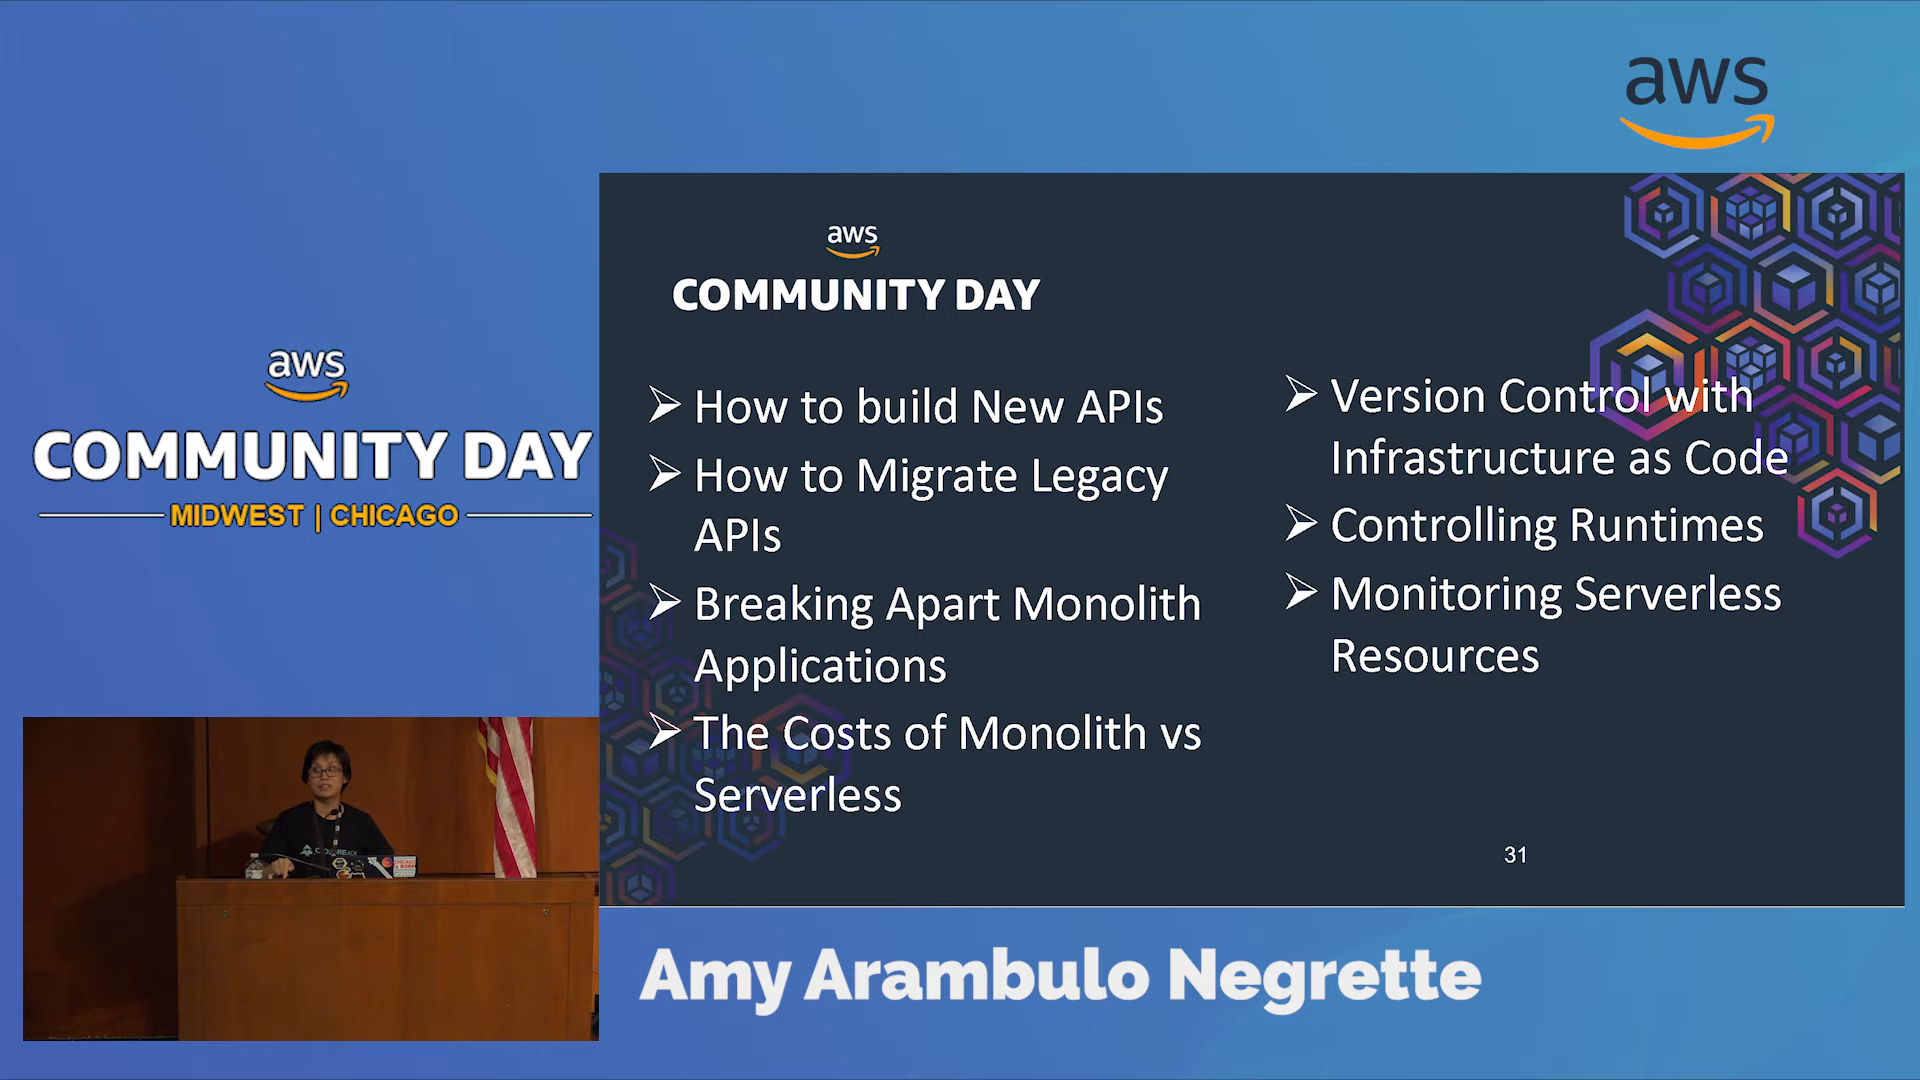 aws
aws
COMMUNITY DAY
MIDWEST | CHICAGO
aws
COMMUNITY DAY
How to build New APIs
How to Migrate Legacy
APIs
Breaking Apart Monolith
Applications
The Costs of Monolith vs
Serverless
Version Control with
Infrastructure as Code
Controlling Runtimes
Monitoring Serverless
Resources
31
Amy Arambulo Negrette